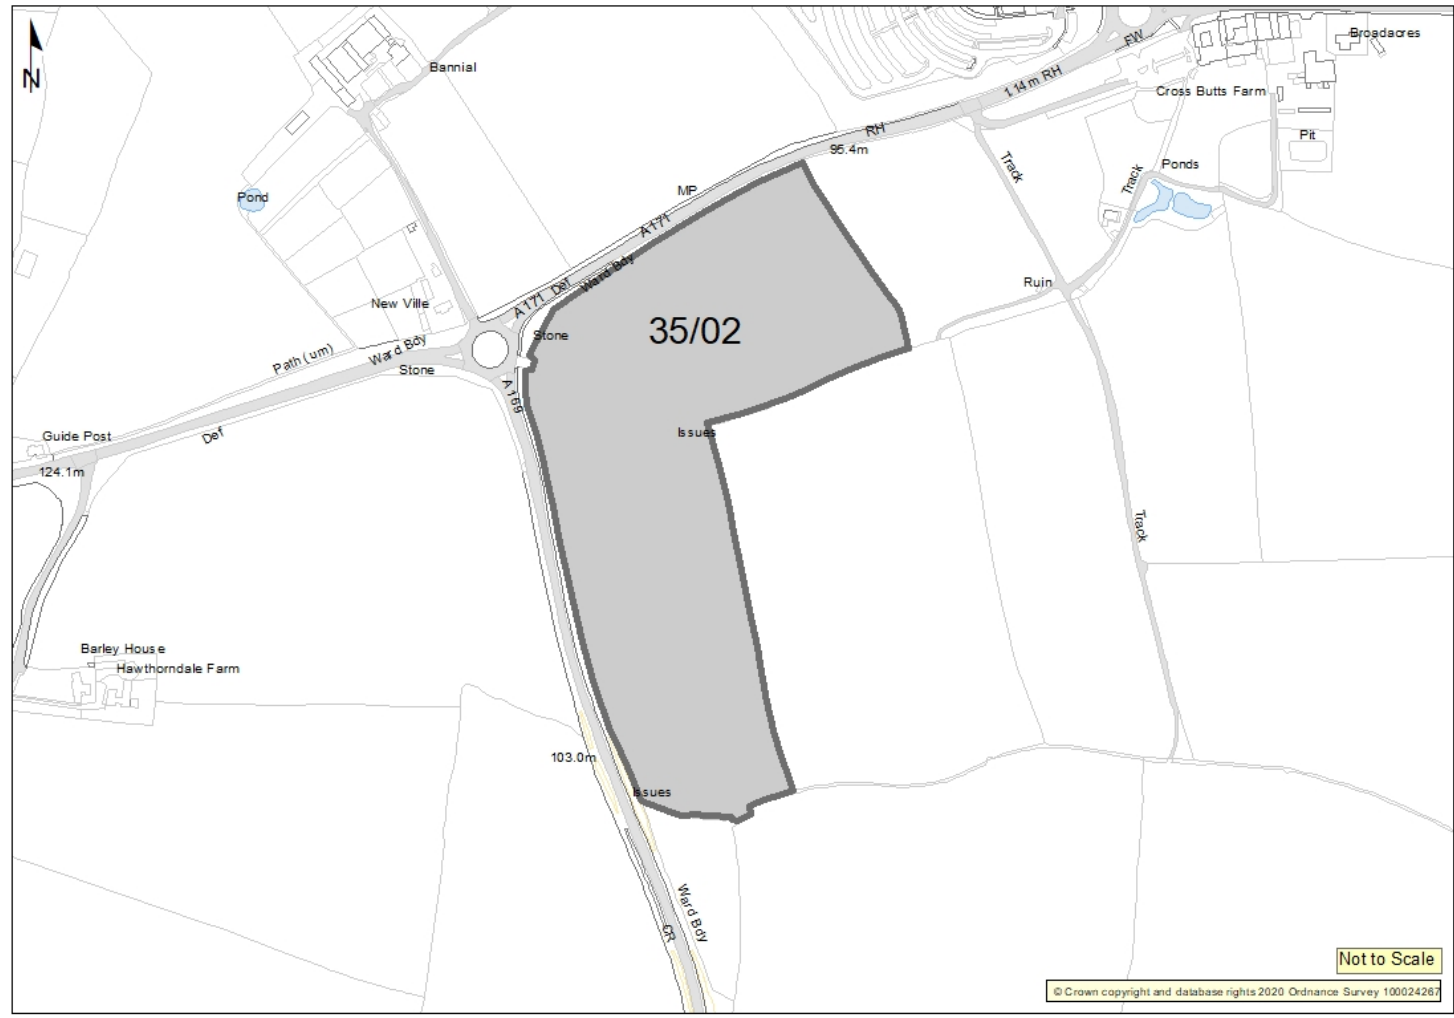 N
Bannial
FW
Broadacres
114m RH
Cross Butts Farm
RH
95.4m
Pit
Track
Ponds
Track
MP
Pond
A171
Ward Bdy
Ruin
Def
A171
New Ville
35/02
Stone
Path (um)
Ward Bdy
Stone
A169
Def
Issues
Guide Post
124.1m
Track
Barley House
Hawthorndale Farm
103.0m
Issues
Ward Bdy
CR
Not to Scale
© Crown copyright and database rights 2020 Ordnance Survey 100024267